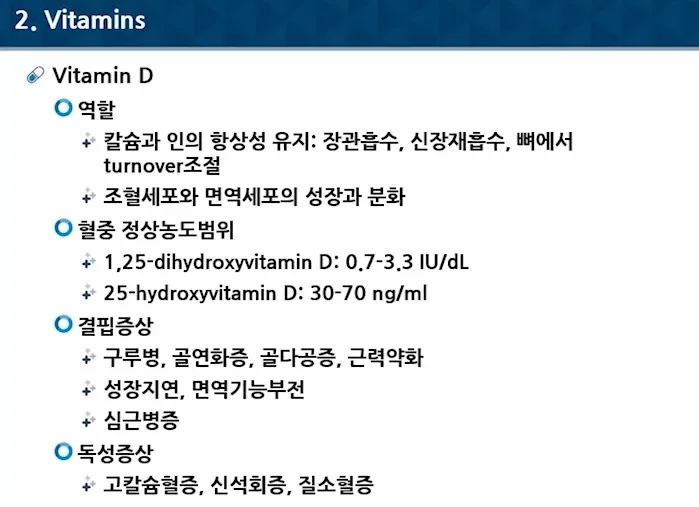 2. Vitamins
Vitamin D
역할
칼슘과 인의 항상성 유지: 장관흡수, 신장재흡수, 뼈에서
turnover조절
조혈세포와 면역세포의 성장과 분화
혈중 정상농도범위
1,25-dihydroxyvitamin D: 0.7-3.3 IU/dL
25-hydroxyvitamin D: 30-70 ng/ml
결핍증상
구루병, 골연화증, 골다공증, 근력약화
성장지연, 면역기능부전
심근병증
독성증상
고칼슘혈증, 신석회증, 질소혈증